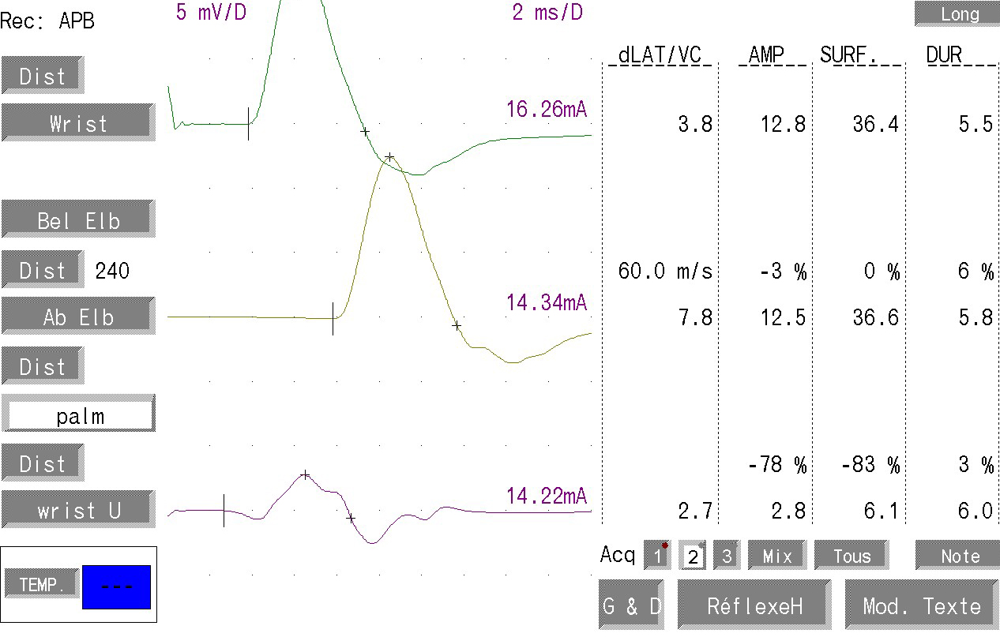 Rec: APB
5 mV/D
2 ms/D
Long
dLAT/VC AMP SURF. DUR
Dist
16.26mA
Wrist 3.8 12.8 36.4 5.5
Bel Elb
Dist 240 60.0 m/s -3 % 0 % 6 %
14.34mA
Ab Elb 7.8 12.5 36.6 5.8
Dist
palm
Dist -78 % -83 % 3 %
14.22mA
wrist U 2.7 2.8 6.1 6.0
Acq 1 2 3 Mix Tous Note
TEMP. ---
G & D RéflexeH Mod. Texte